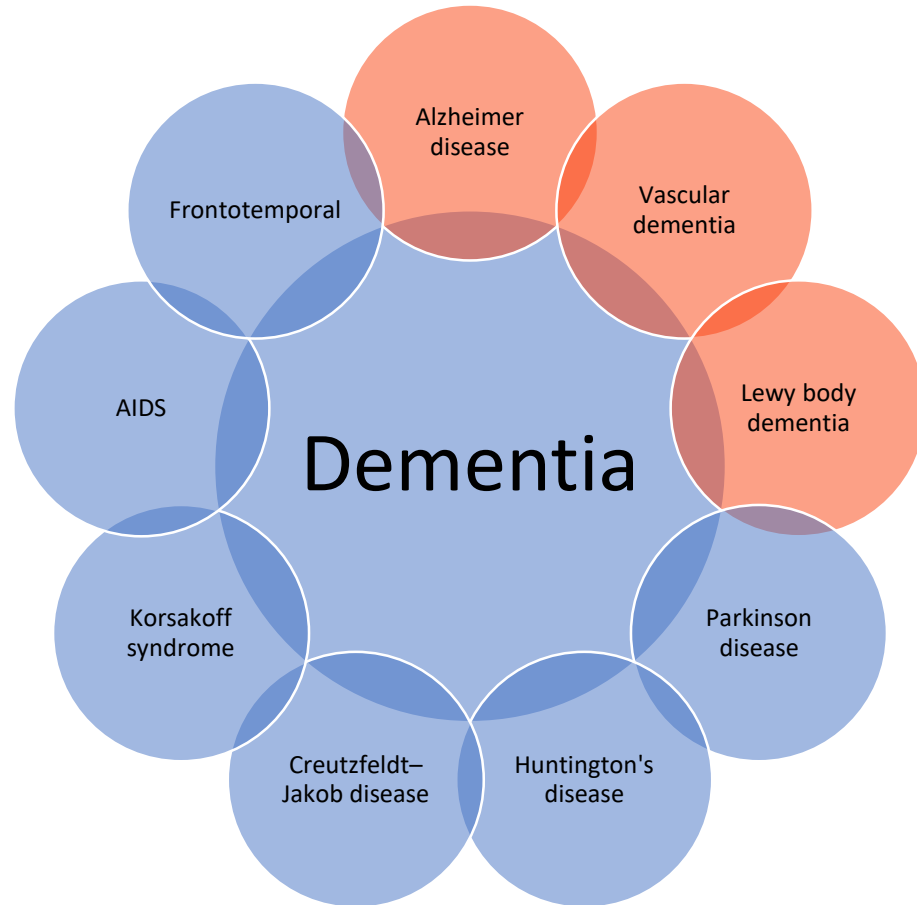 Alzheimer
disease
Vascular
dementia
Lewy body
dementia
Parkinson
disease
Huntington's
disease
Creutzfeldt–
Jakob disease
Korsakoff
syndrome
AIDS
Frontotemporal
Dementia